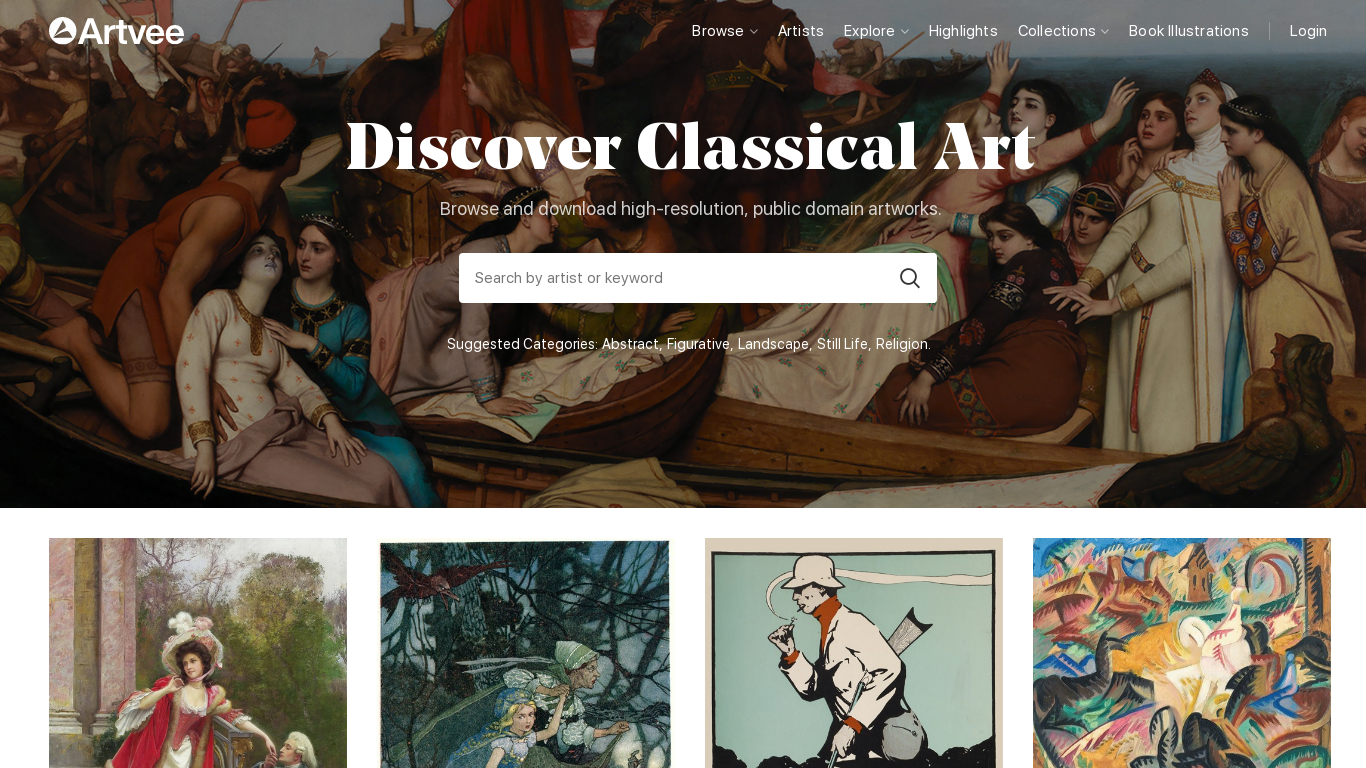 Artvee
Browse Artists Explore Highlights Collections Book Illustrations Login
Discover Classical Art
Browse and download high-resolution, public domain artworks.
Search by artist or keyword
Suggested Categories: Abstract, Figurative, Landscape, Still Life, Religion.